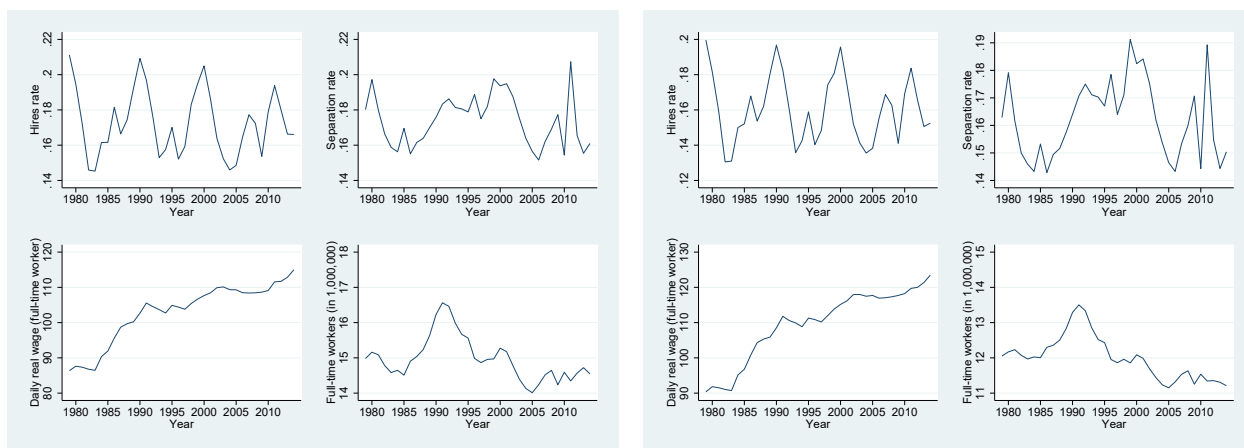 Hires rate
.14 .16 .18 .2 .22
1980 1985 1990 1995 2000 2005 2010
Year
Separation rate
.14 .16 .18 .2 .22
1980 1985 1990 1995 2000 2005 2010
Year
Daily real wage (full-time worker)
80 90 100 110 120
1980 1985 1990 1995 2000 2005 2010
Year
Full-time workers (in 1,000,000)
14 15 16 17 18
1980 1985 1990 1995 2000 2005 2010
Year
Hires rate
.12 .14 .16 .18 .2
1980 1985 1990 1995 2000 2005 2010
Year
Separation rate
.14 .15 .16 .17 .18 .19
1980 1985 1990 1995 2000 2005 2010
Year
Daily real wage (full-time worker)
90 100 110 120 130
1980 1985 1990 1995 2000 2005 2010
Year
Full-time workers (in 1,000,000)
11 12 13 14 15
1980 1985 1990 1995 2000 2005 2010
Year